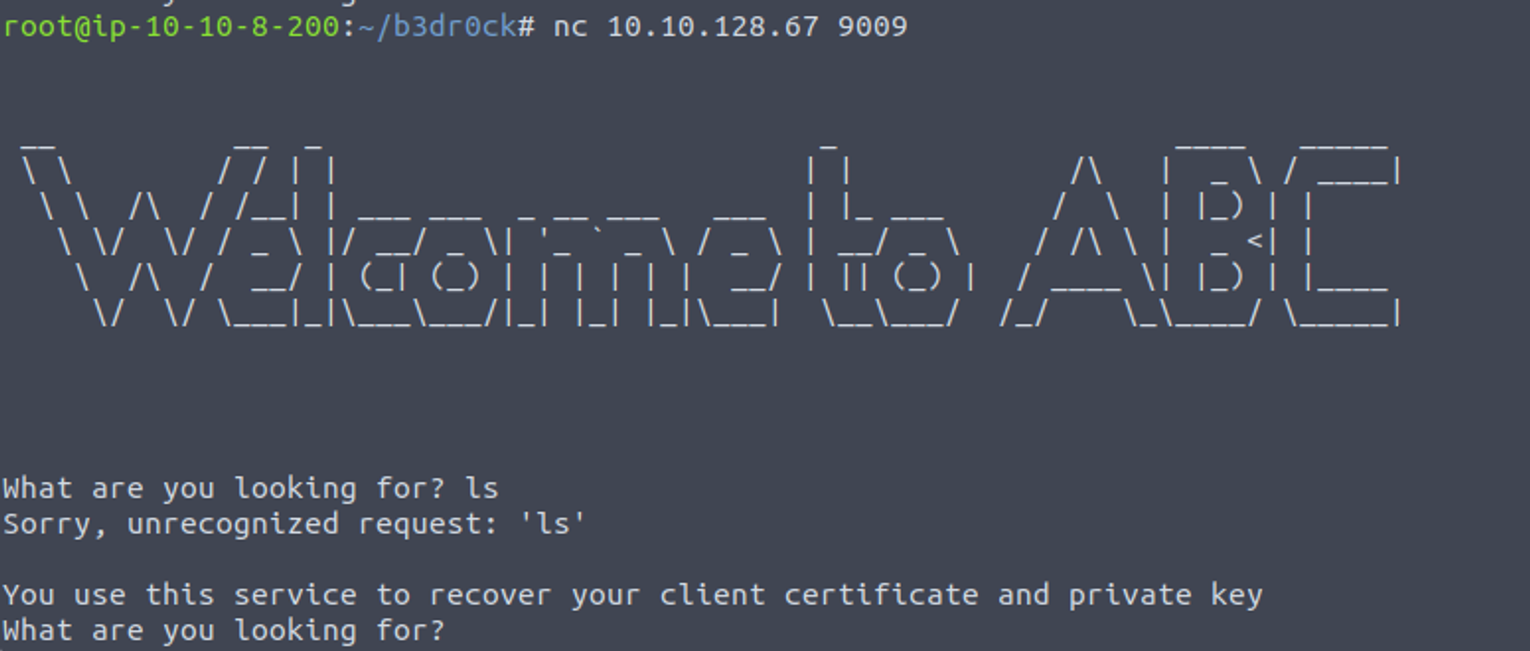 root@ip-10-10-8-200:~/b3dr0ck# nc 10.10.128.67 9009
Welcome to ABC
What are you looking for? ls
Sorry, unrecognized request: 'ls'
You use this service to recover your client certificate and private key
What are you looking for?